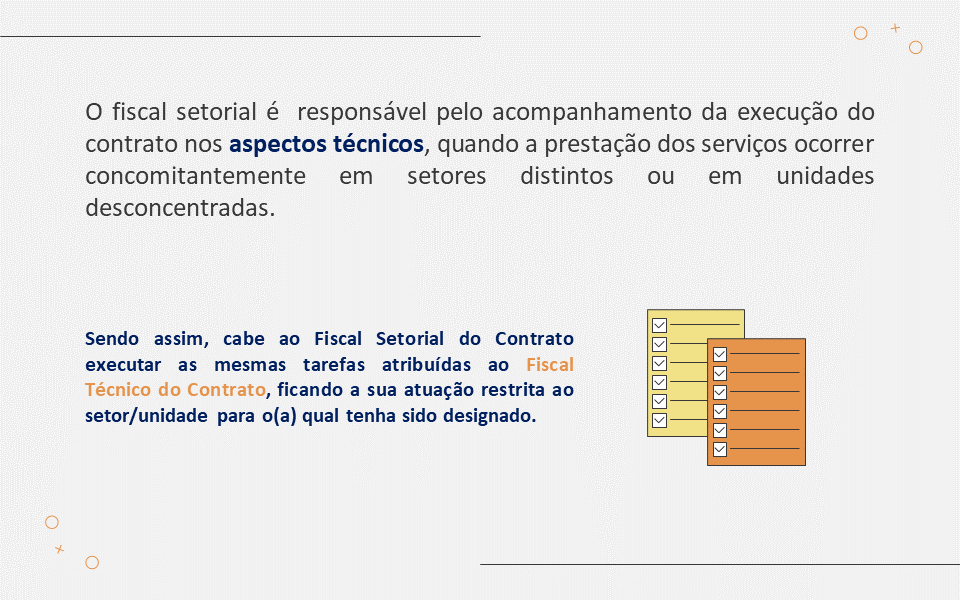 O fiscal setorial é responsável pelo acompanhamento da execução do
contrato nos aspectos técnicos, quando a prestação dos serviços ocorrer
concomitantemente em setores distintos ou em unidades
desconcentradas.
Sendo assim, cabe ao Fiscal Setorial do Contrato
executar as mesmas tarefas atribuídas ao Fiscal
Técnico do Contrato, ficando a sua atuação restrita ao
setor/unidade para o(a) qual tenha sido designado.